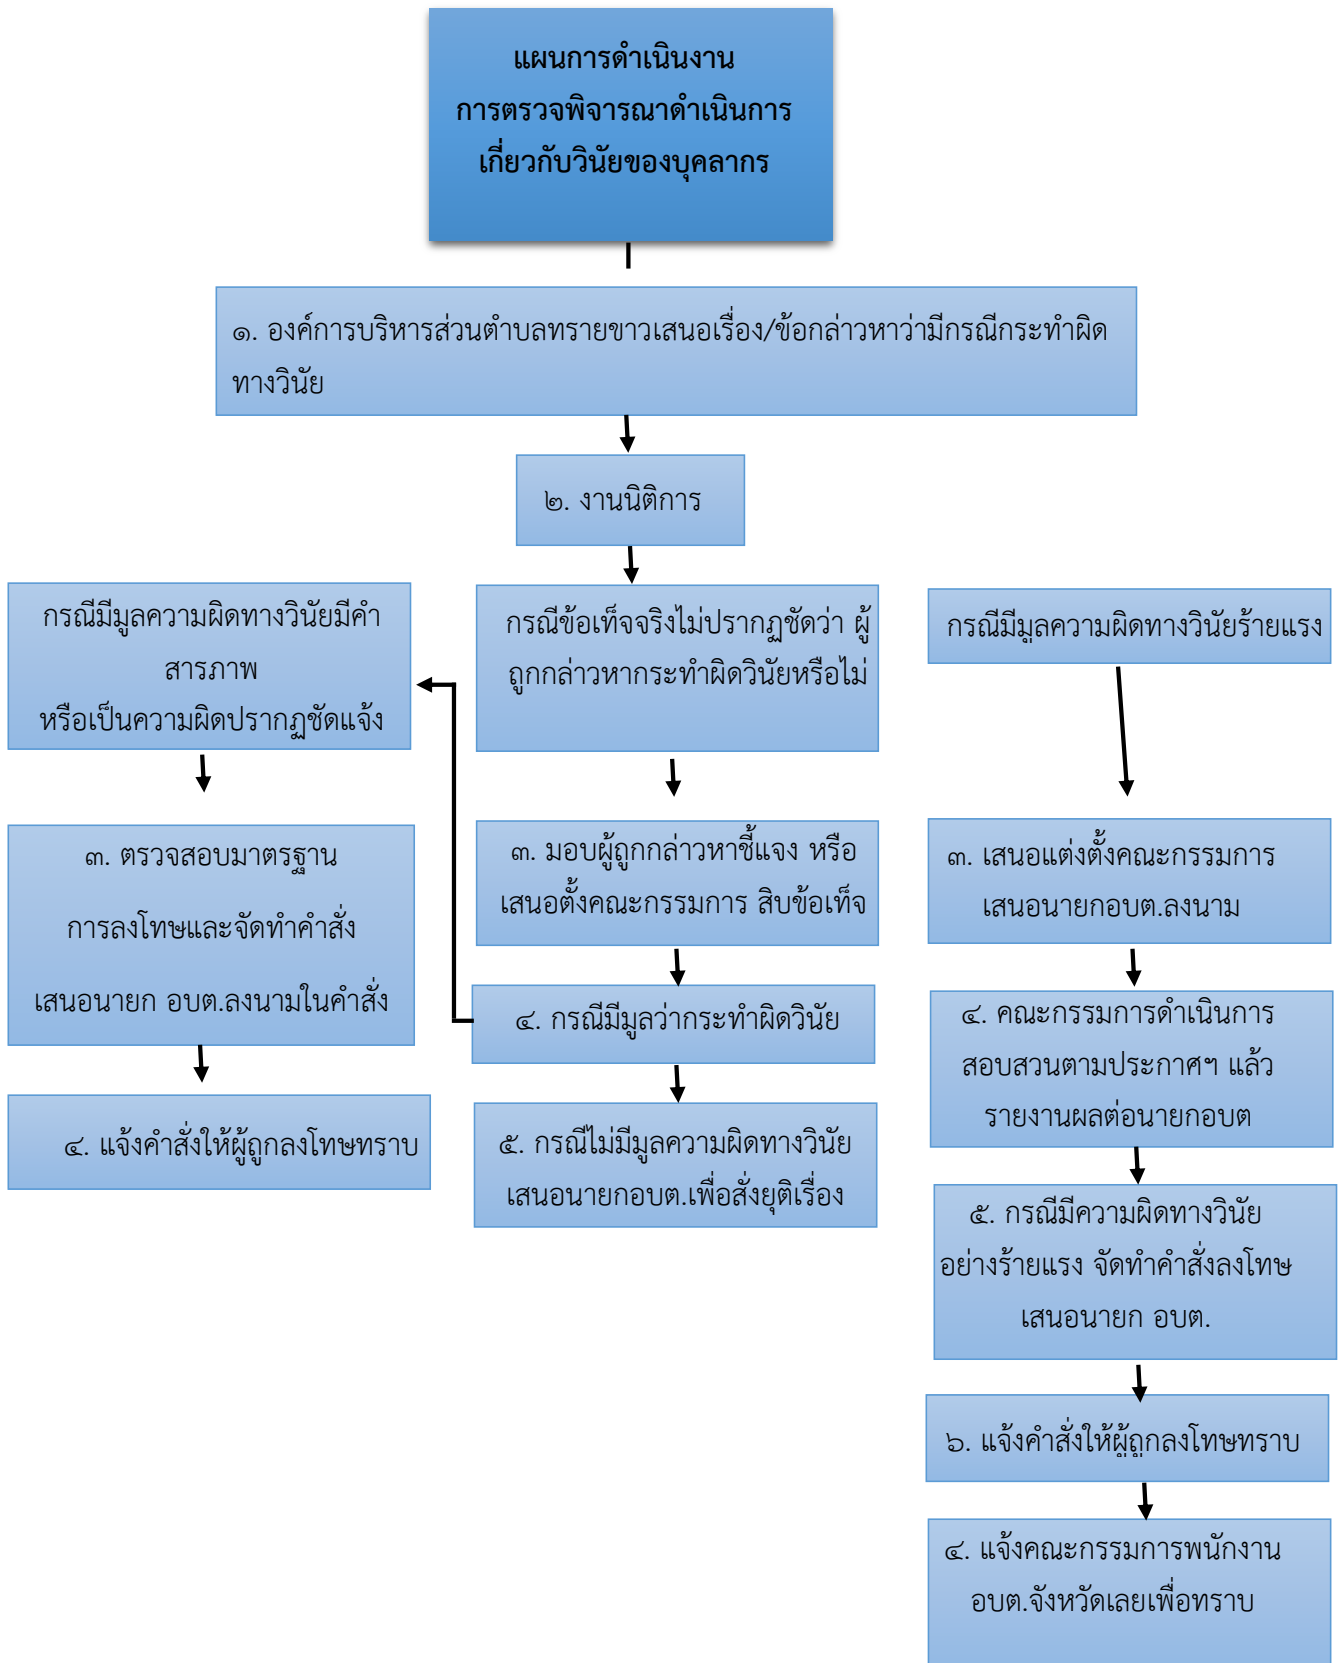 แผนการดำเนินงาน
การตรวจพิจารณาดำเนินการ
เกี่ยวกับวินัยของบุคลากร
๑. องค์การบริหารส่วนตำบลทรายขาวเสนอเรื่อง/ข้อกล่าวหาว่ามีกรณีกระทำผิด
ทางวินัย
๒. งานนิติการ
กรณีมีมูลความผิดทางวินัยมีคำ
สารภาพ
หรือเป็นความผิดปรากฏชัดแจ้ง
๓. ตรวจสอบมาตรฐาน
การลงโทษและจัดทำคำสั่ง
เสนอนายก อบต.ลงนามในคำสั่ง
๔. แจ้งคำสั่งให้ผู้ถูกลงโทษทราบ
กรณีข้อเท็จจริงไม่ปรากฏชัดว่า ผู้
ถูกกล่าวหากระทำผิดวินัยหรือไม่
๓. มอบผู้ถูกกล่าวหาชี้แจง หรือ
เสนอตั้งคณะกรรมการ สิบข้อเท็จ
๔. กรณีมีมูลว่ากระทำผิดวินัย
๕. กรณีไม่มีมูลความผิดทางวินัย
เสนอนายกอบต.เพื่อสั่งยุติเรื่อง
กรณีมีมูลความผิดทางวินัยร้ายแรง
๓. เสนอแต่งตั้งคณะกรรมการ
เสนอนายกอบต.ลงนาม
๔. คณะกรรมการดำเนินการ
สอบสวนตามประกาศฯ แล้ว
รายงานผลต่อนายกอบต
๕. กรณีมีความผิดทางวินัย
อย่างร้ายแรง จัดทำคำสั่งลงโทษ
เสนอนายก อบต.
๖. แจ้งคำสั่งให้ผู้ถูกลงโทษทราบ
๔. แจ้งคณะกรรมการพนักงาน
อบต.จังหวัดเลยเพื่อทราบ